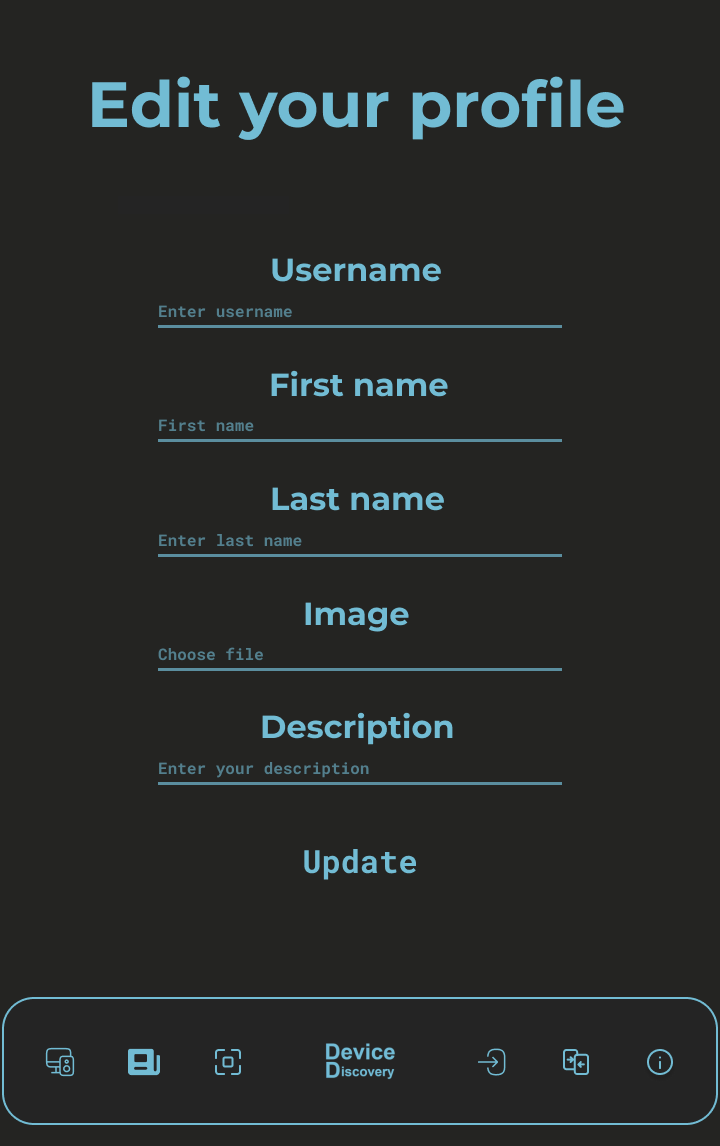 Edit your profile
Username
Enter username
First name
First name
Last name
Enter last name
Image
Choose file
Description
Enter your description
Update
Device
Discovery